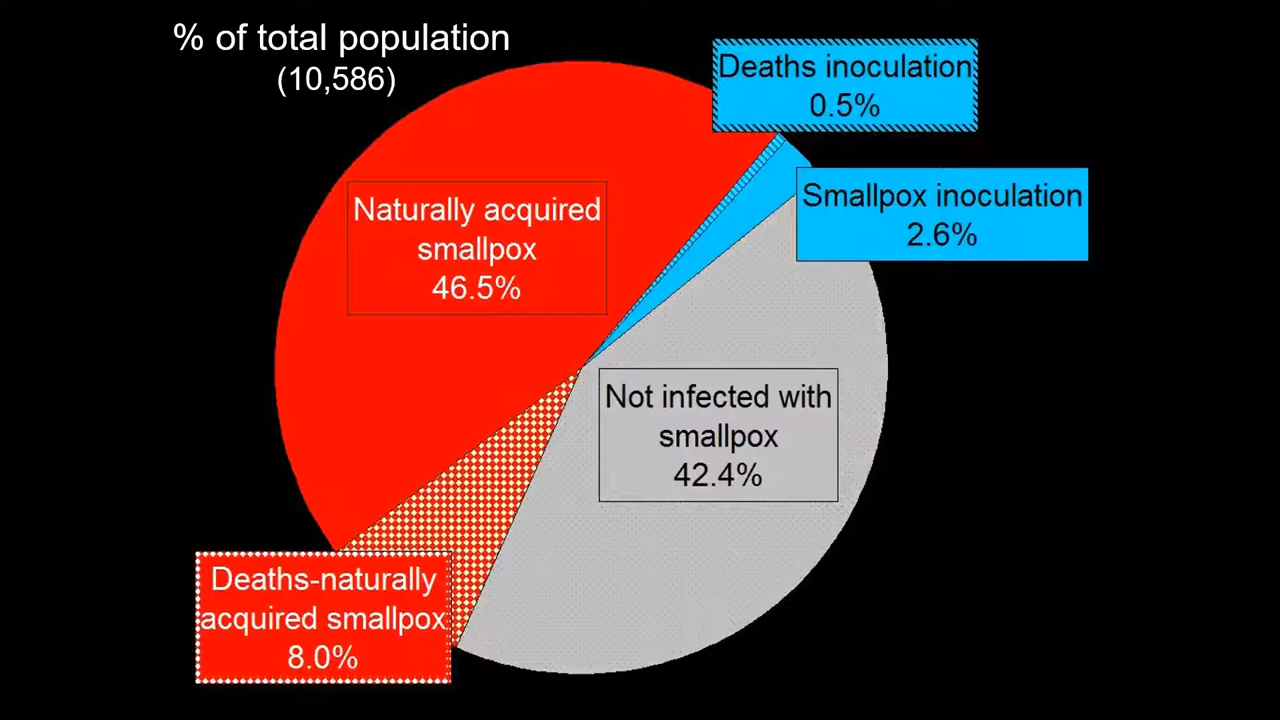 % of total population
(10,586)
Deaths inoculation
0.5%
Smallpox inoculation
2.6%
Naturally acquired
smallpox
46.5%
Not infected with
smallpox
42.4%
Deaths-naturally
acquired smallpox
8.0%